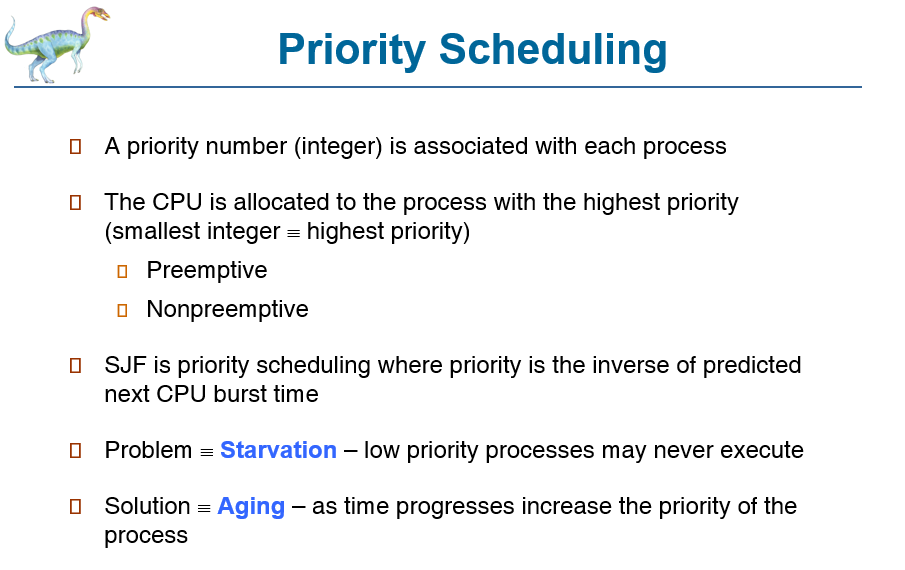 Priority Scheduling
A priority number (integer) is associated with each process
The CPU is allocated to the process with the highest priority
(smallest integer ≡ highest priority)
Preemptive
Nonpreemptive
SJF is priority scheduling where priority is the inverse of predicted
next CPU burst time
Problem ≡ Starvation – low priority processes may never execute
Solution ≡ Aging – as time progresses increase the priority of the
process